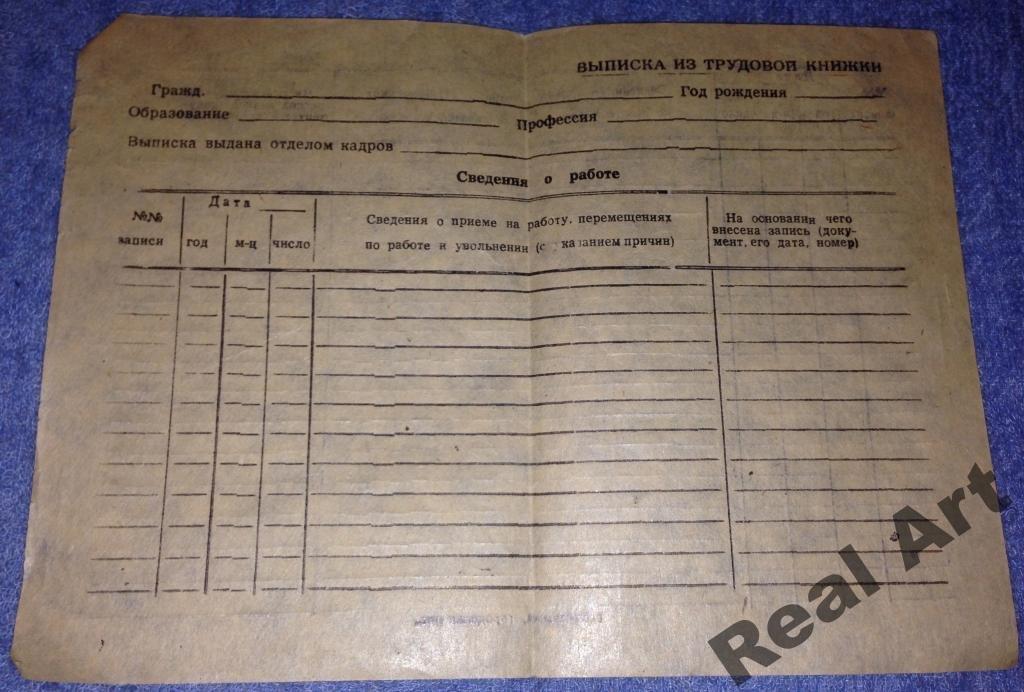 ВЫПИСКА ИЗ ТРУДОВОЙ КНИЖКИ
Гражд. Год рождения
Образование Профессия
Выписка выдана отделом кадров
Сведения о работе
№№ записи
Дата
год м-ц число
Сведения о приеме на работу, перемещениях
по работе и увольнении (с казанием причин)
На основании чего
внесена запись (доку-
мент, его дата, номер)
Real Art